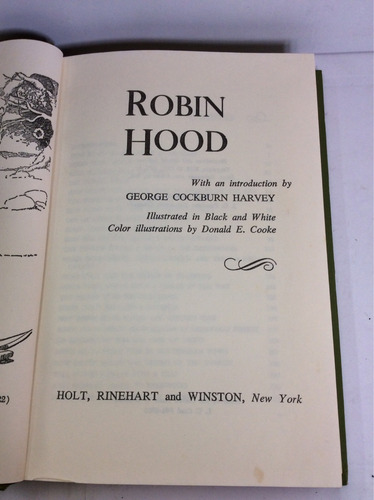 ROBIN
HOOD
With an introduction by
GEORGE COCKBURN HARVEY
Illustrated in Black and White
Color illustrations by Donald E. Cooke
HOLT, RINEHART and WINSTON, New York